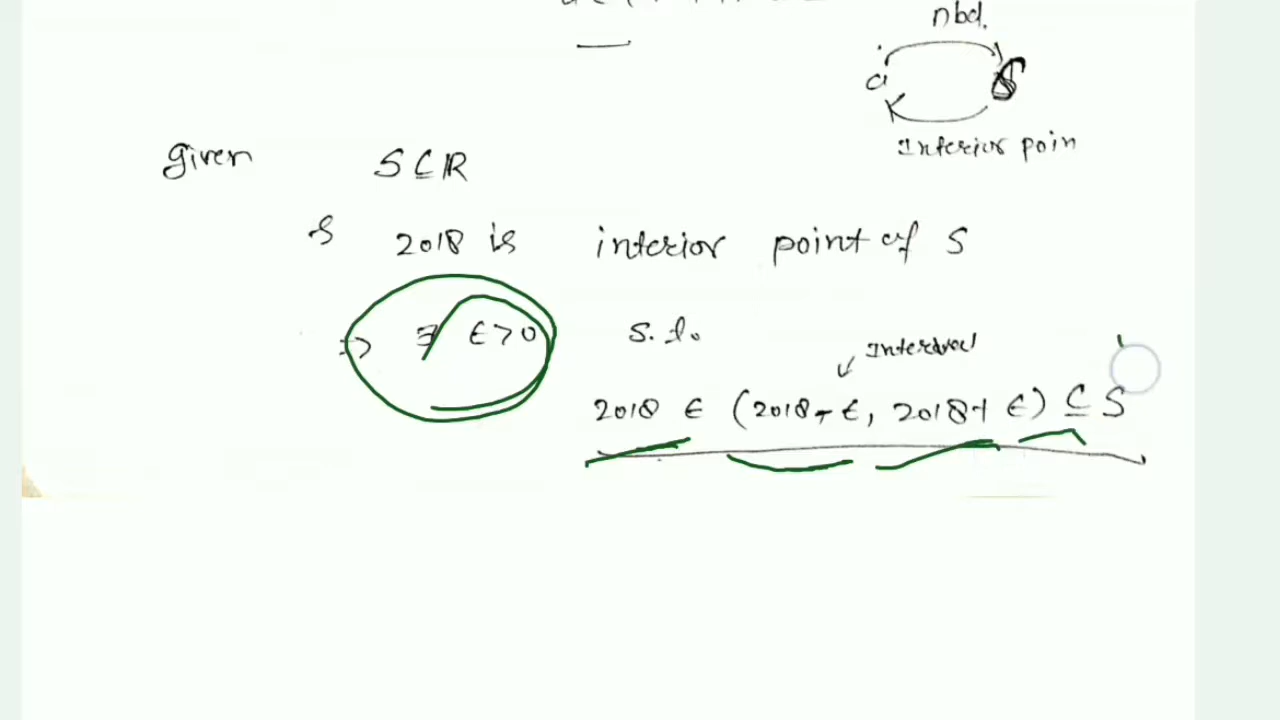 nbd.
a S
Interior poin
given S ⊆ R
& 2018 is interior point of S
=> ∃ ε > 0 s.t.
Interval
2018 ∈ (2018 - ε, 2018 + ε) ⊆ S